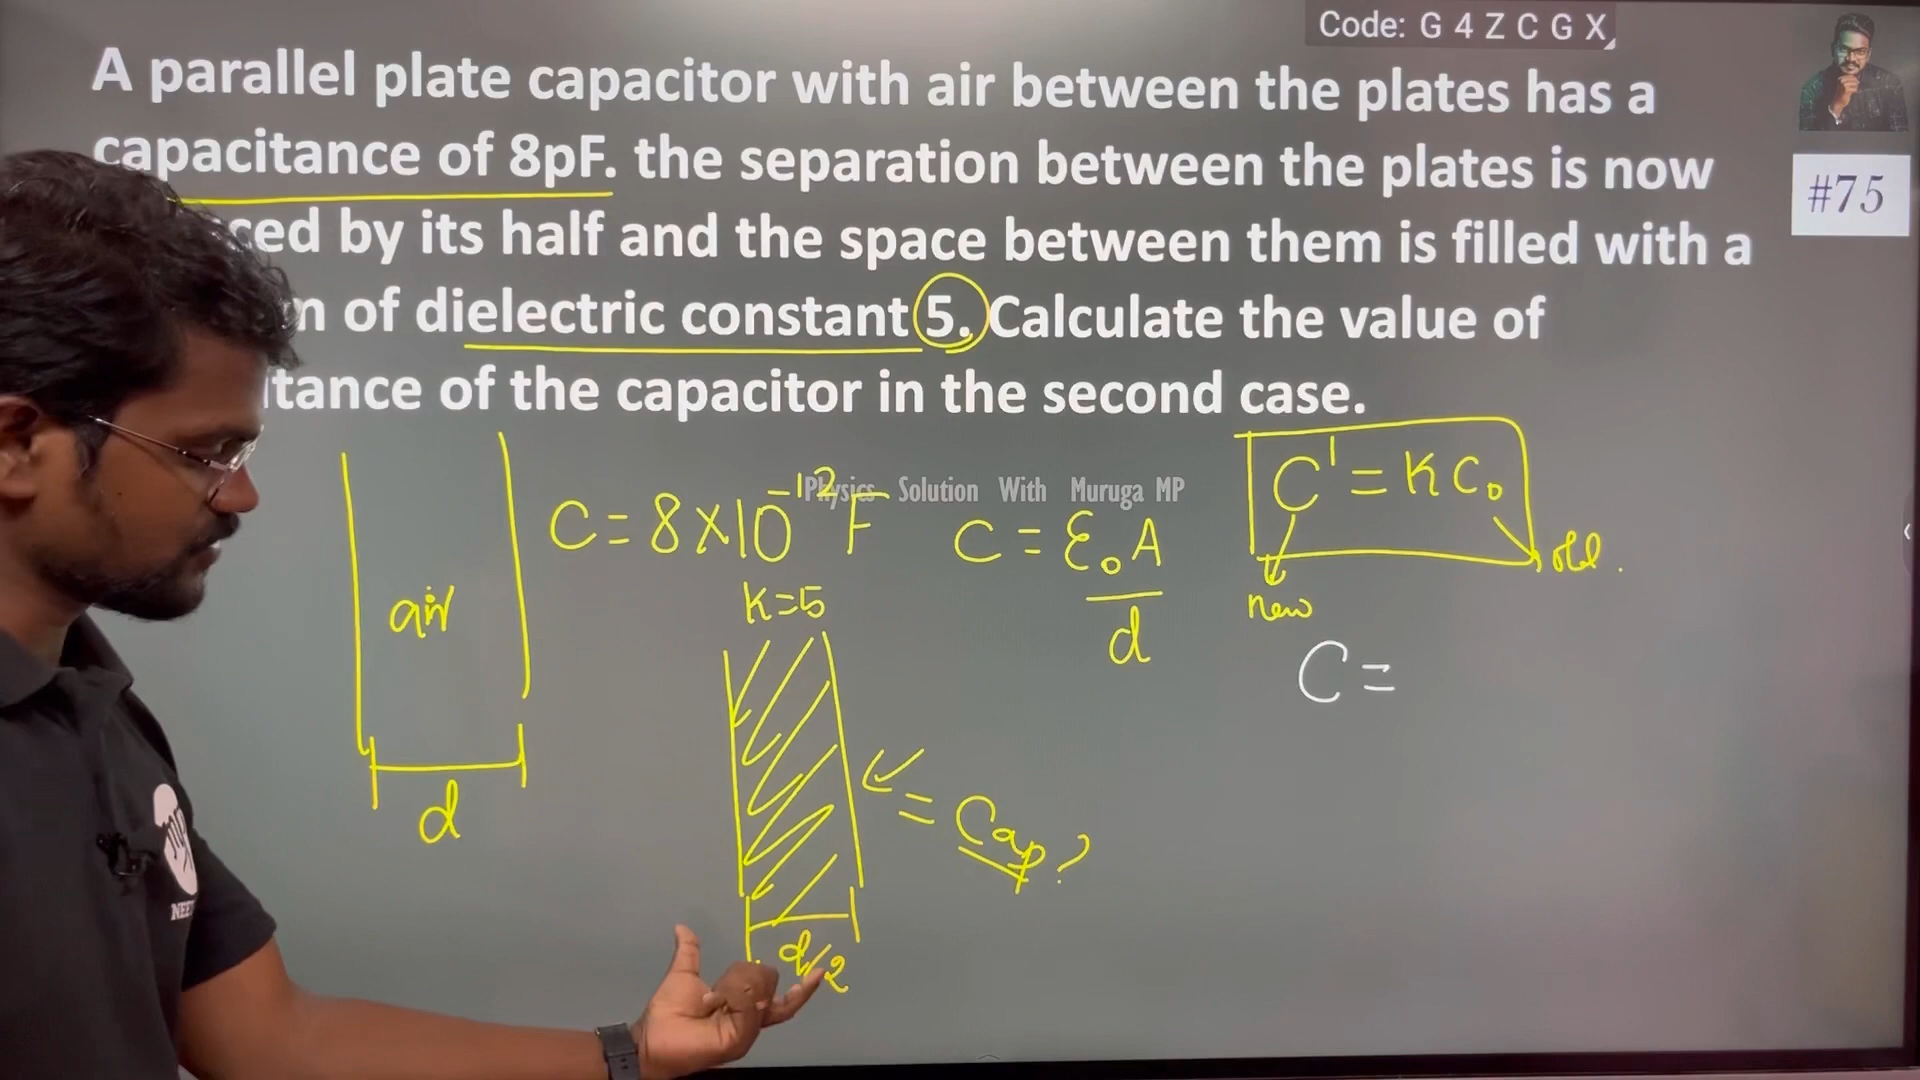 Code: G 4 Z C G X
A parallel plate capacitor with air between the plates has a
capacitance of 8pF. the separation between the plates is now
ced by its half and the space between them is filled with a
n of dielectric constant 5. Calculate the value of
itance of the capacitor in the second case.
#75
Physics Solution With Muruga MP
C = 8×10⁻¹² F
C = ε₀A
d
C' = KC₀
old.
new
K=5
air
C =
d
= Cap?
d/2
NEE